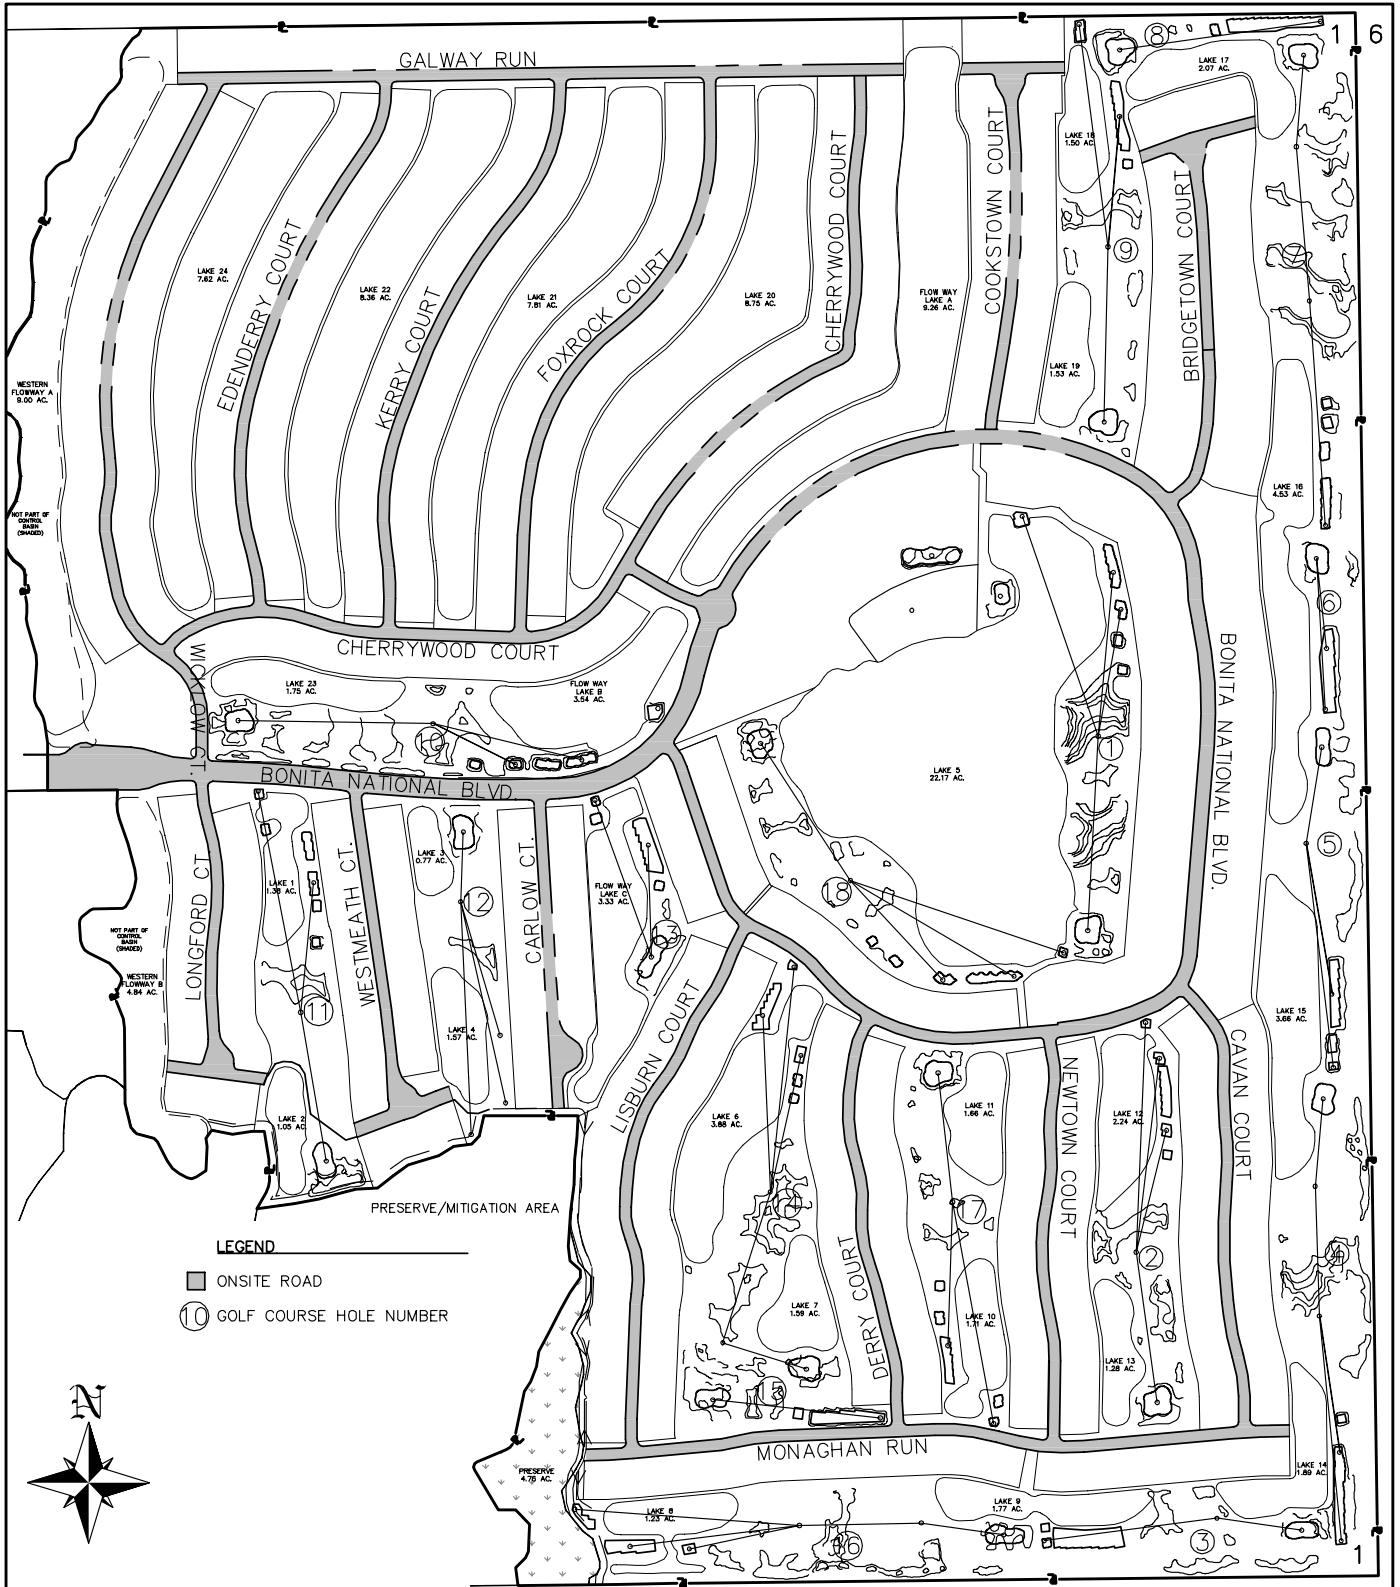 GALWAY RUN
8
1
6
LAKE 17
2.07 AC.
LAKE 18
1.50 AC.
COOKSTOWN COURT
CHERRYWOOD COURT
BRIDGETOWN COURT
EDENDERRY COURT
KERRY COURT
FOXROCK COURT
9
7
LAKE 24
7.62 AC.
LAKE 22
8.36 AC.
LAKE 21
7.81 AC.
LAKE 20
8.75 AC.
FLOW WAY
LAKE A
9.26 AC.
LAKE 19
1.53 AC.
WESTERN
FLOWWAY A
9.00 AC.
LAKE 16
4.53 AC.
NOT PART OF
CONTROL
BASIN
(SHADED)
6
CHERRYWOOD COURT
WICKLOW CT.
LAKE 23
1.75 AC.
FLOW WAY
LAKE B
3.54 AC.
10
1
BONITA NATIONAL BLVD.
BONITA NATIONAL BLVD.
LAKE 5
22.17 AC.
5
LAKE 3
0.77 AC.
LAKE 1
1.38 AC.
FLOW WAY
LAKE C
3.33 AC.
18
12
13
LONGFORD CT
WESTMEATH CT.
CARLOW CT.
NOT PART OF
CONTROL
BASIN
(SHADED)
WESTERN
FLOWWAY B
4.84 AC.
11
LAKE 4
1.57 AC.
LAKE 15
3.66 AC.
LISBURN COURT
NEWTOWN COURT
CAVAN COURT
LAKE 2
1.05 AC.
LAKE 6
3.88 AC.
LAKE 11
1.66 AC.
LAKE 12
2.24 AC.
PRESERVE/MITIGATION AREA
14
17
2
4
LEGEND
ONSITE ROAD
10 GOLF COURSE HOLE NUMBER
DERRY COURT
LAKE 7
1.59 AC.
LAKE 10
1.71 AC.
LAKE 13
1.28 AC.
15
N
MONAGHAN RUN
PRESERVE
4.76 AC.
LAKE 14
1.89 AC.
LAKE 8
1.23 AC.
LAKE 9
1.77 AC.
16
3
1